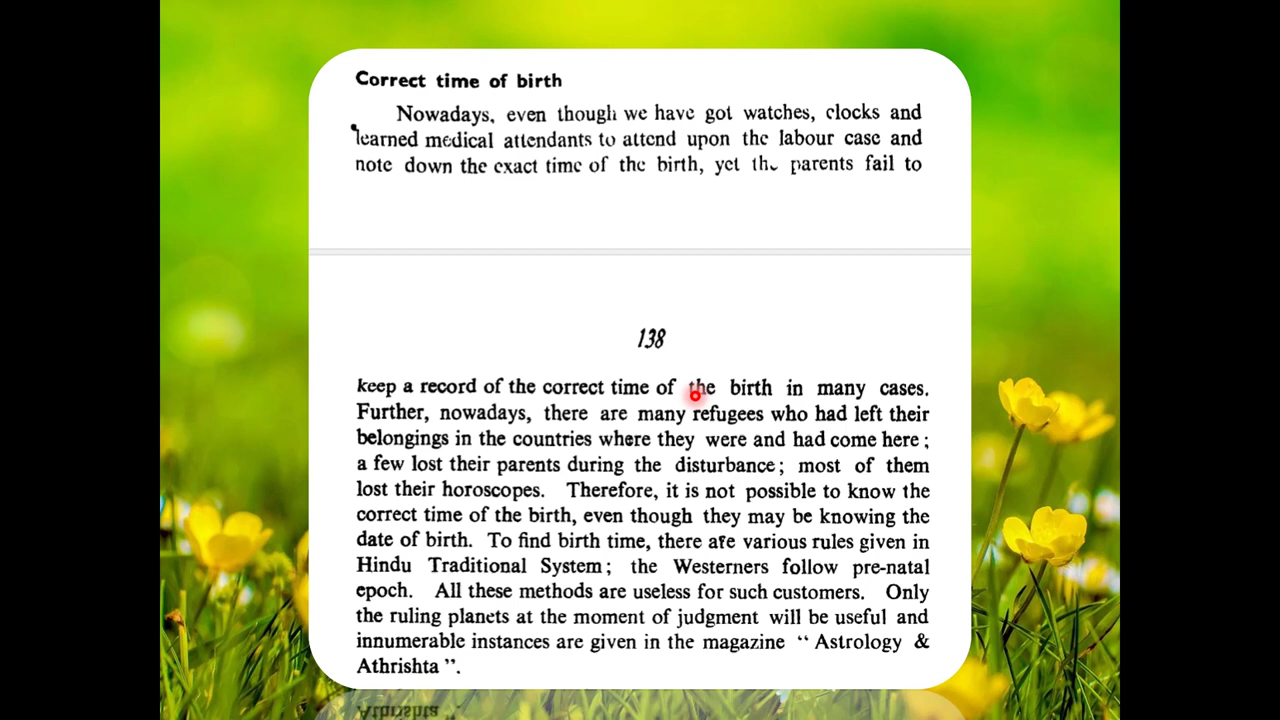 Correct time of birth
Nowadays, even though we have got watches, clocks and
learned medical attendants to attend upon the labour case and
note down the exact time of the birth, yet the parents fail to
138
keep a record of the correct time of the birth in many cases.
Further, nowadays, there are many refugees who had left their
belongings in the countries where they were and had come here ;
a few lost their parents during the disturbance ; most of them
lost their horoscopes. Therefore, it is not possible to know the
correct time of the birth, even though they may be knowing the
date of birth. To find birth time, there are various rules given in
Hindu Traditional System ; the Westerners follow pre-natal
epoch. All these methods are useless for such customers. Only
the ruling planets at the moment of judgment will be useful and
innumerable instances are given in the magazine “ Astrology &
Athrishta ”.